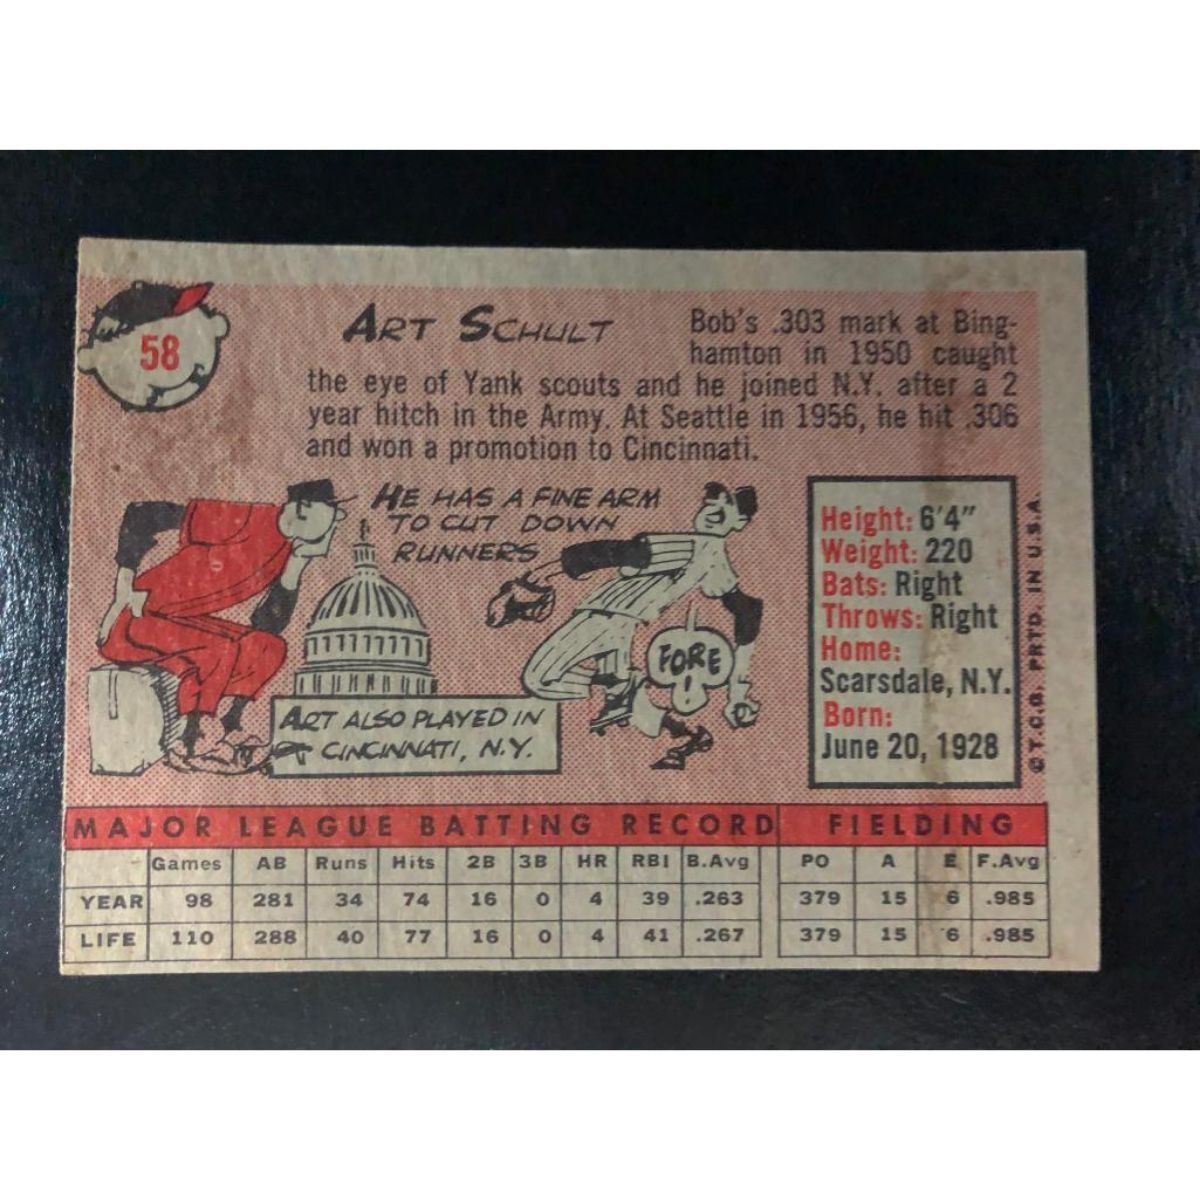 58
ART SCHULT
Bob's .303 mark at Bing-
hamton in 1950 caught
the eye of Yank scouts and he joined N.Y. after a 2
year hitch in the Army. At Seattle in 1956, he hit .306
and won a promotion to Cincinnati.
HE HAS A FINE ARM
TO CUT DOWN
RUNNERS
FORE
!
ART ALSO PLAYED IN
CINCINNATI, N.Y.
Height: 6'4"
Weight: 220
Bats: Right
Throws: Right
Home:
Scarsdale, N.Y.
Born:
June 20, 1928
©T.C.G. PRTD. IN U.S.A.
MAJOR LEAGUE BATTING RECORD FIELDING
Games AB Runs Hits 2B 3B HR RBI B.Avg PO A E F.Avg
YEAR 98 281 34 74 16 0 4 39 .263 379 15 6 .985
LIFE 110 288 40 77 16 0 4 41 .267 379 15 6 .985